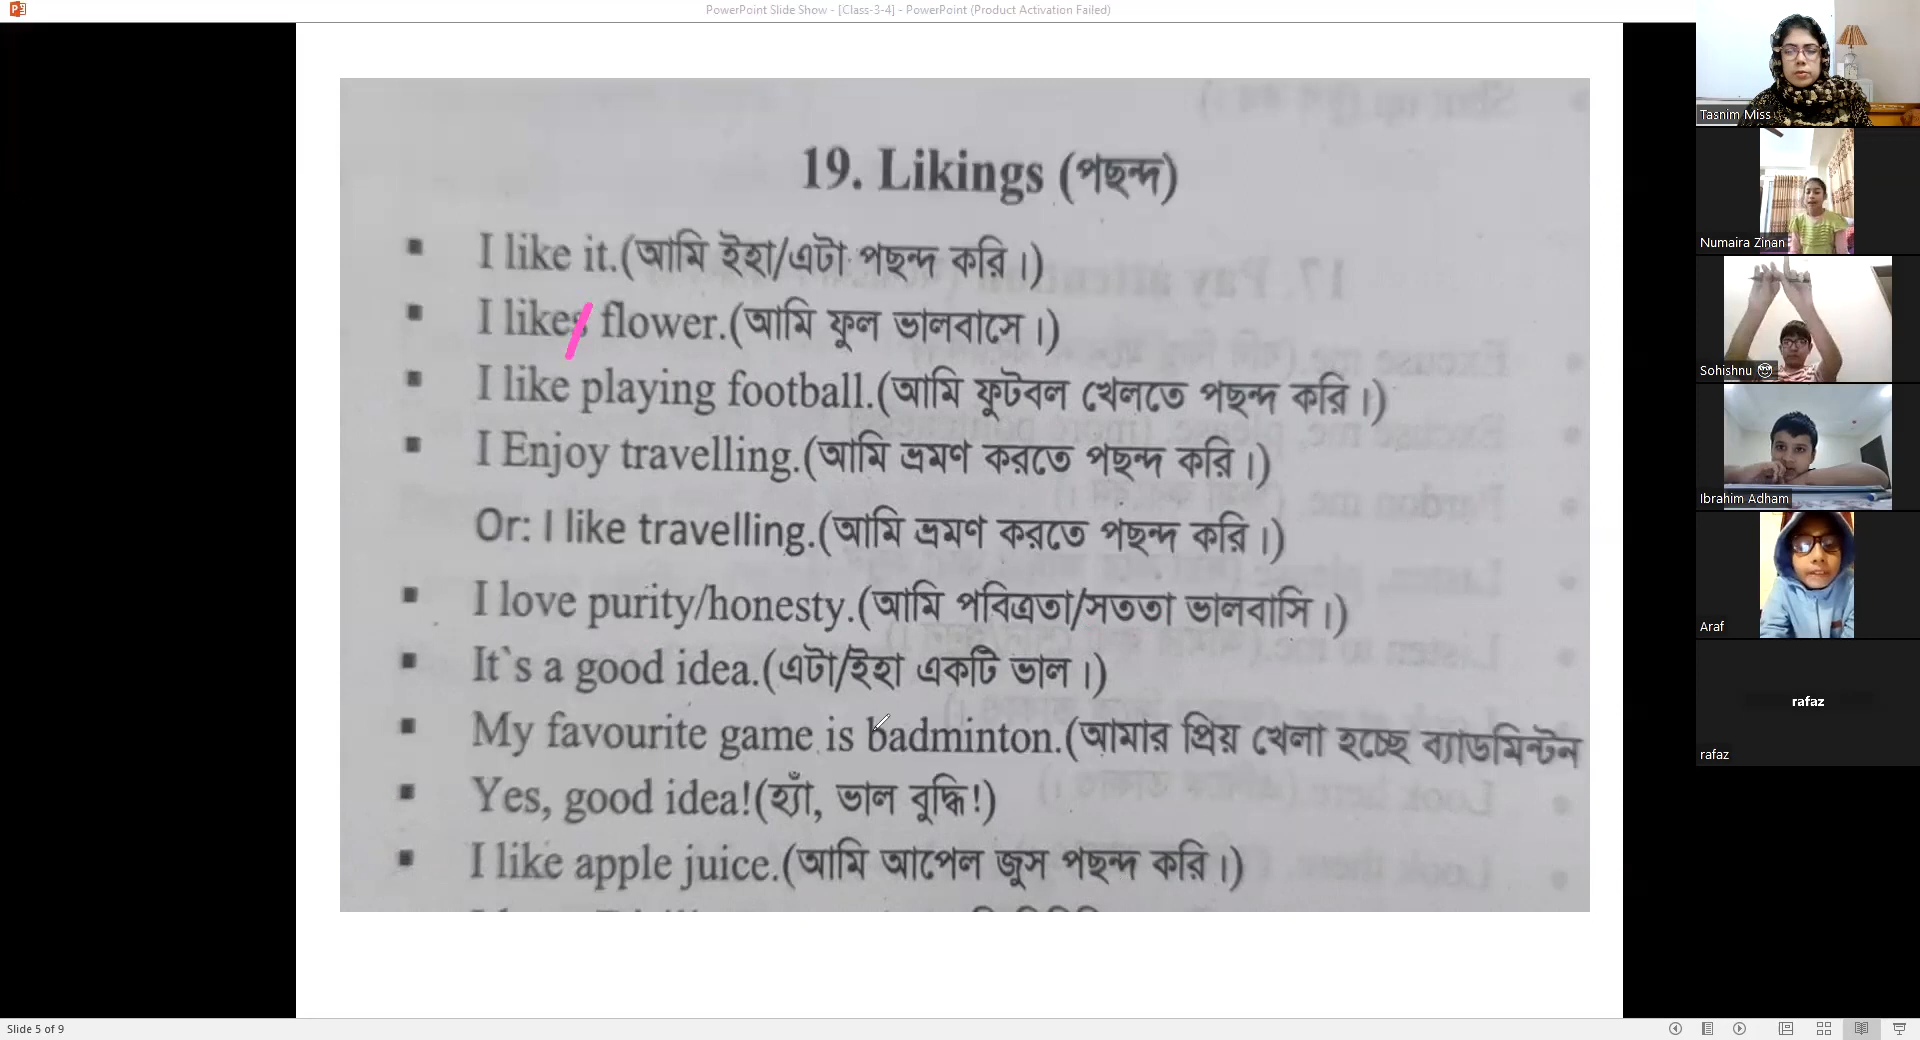 PowerPoint Slide Show - [Class-3-4] - PowerPoint (Product Activation Failed)
19. Likings (পছন্দ)
▪ I like it.(আমি ইহা/এটা পছন্দ করি।)
▪ I likes flower.(আমি ফুল ভালবাসে।)
▪ I like playing football.(আমি ফুটবল খেলতে পছন্দ করি।)
▪ I Enjoy travelling.(আমি ভ্রমণ করতে পছন্দ করি।)
Or: I like travelling.(আমি ভ্রমণ করতে পছন্দ করি।)
▪ I love purity/honesty.(আমি পবিত্রতা/সততা ভালবাসি।)
▪ It`s a good idea.(এটা/ইহা একটি ভাল।)
▪ My favourite game is badminton.(আমার প্রিয় খেলা হচ্ছে ব্যাডমিন্টন
▪ Yes, good idea!(হ্যাঁ, ভাল বুদ্ধি!)
▪ I like apple juice.(আমি আপেল জুস পছন্দ করি।)
Tasnim Miss
Numaira Zinan
Sohishnu
Ibrahim Adham
Araf
rafaz
rafaz
Slide 5 of 9